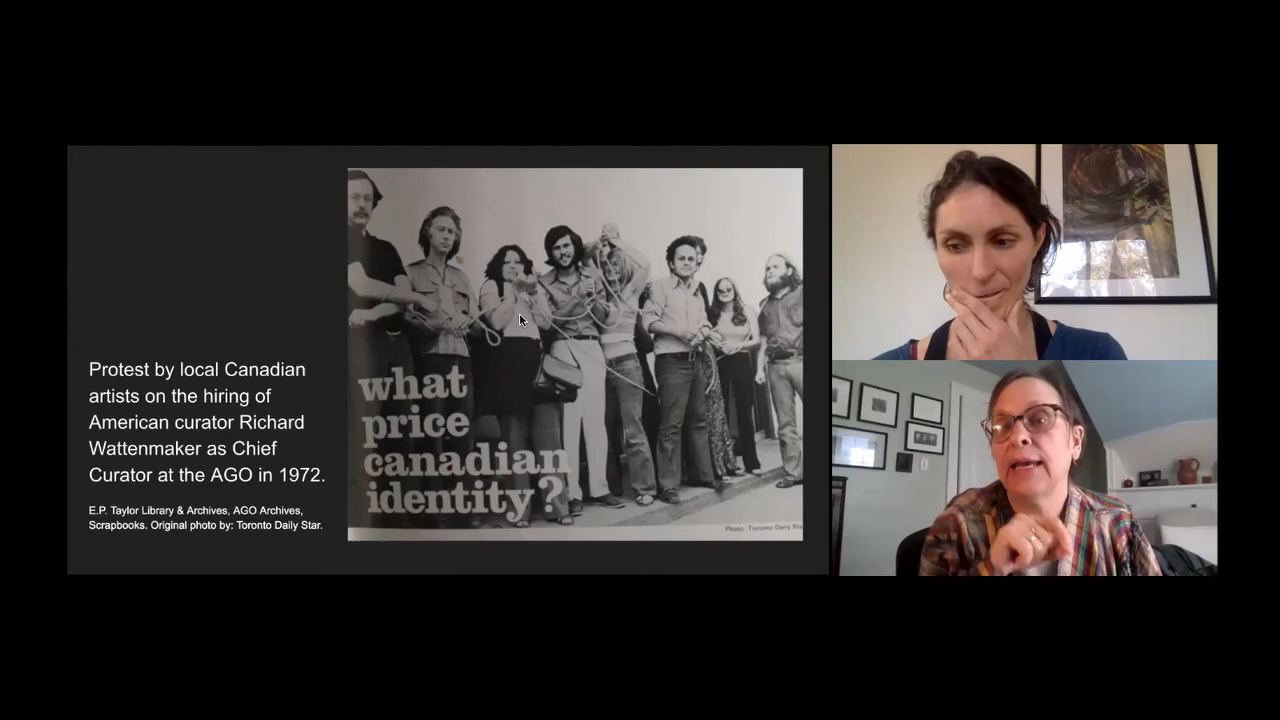 Protest by local Canadian
artists on the hiring of
American curator Richard
Wattenmaker as Chief
Curator at the AGO in 1972.
E.P. Taylor Library & Archives, AGO Archives,
Scrapbooks. Original photo by: Toronto Daily Star.
what
price
canadian
identity?
Photo: Toronto Daily Sta